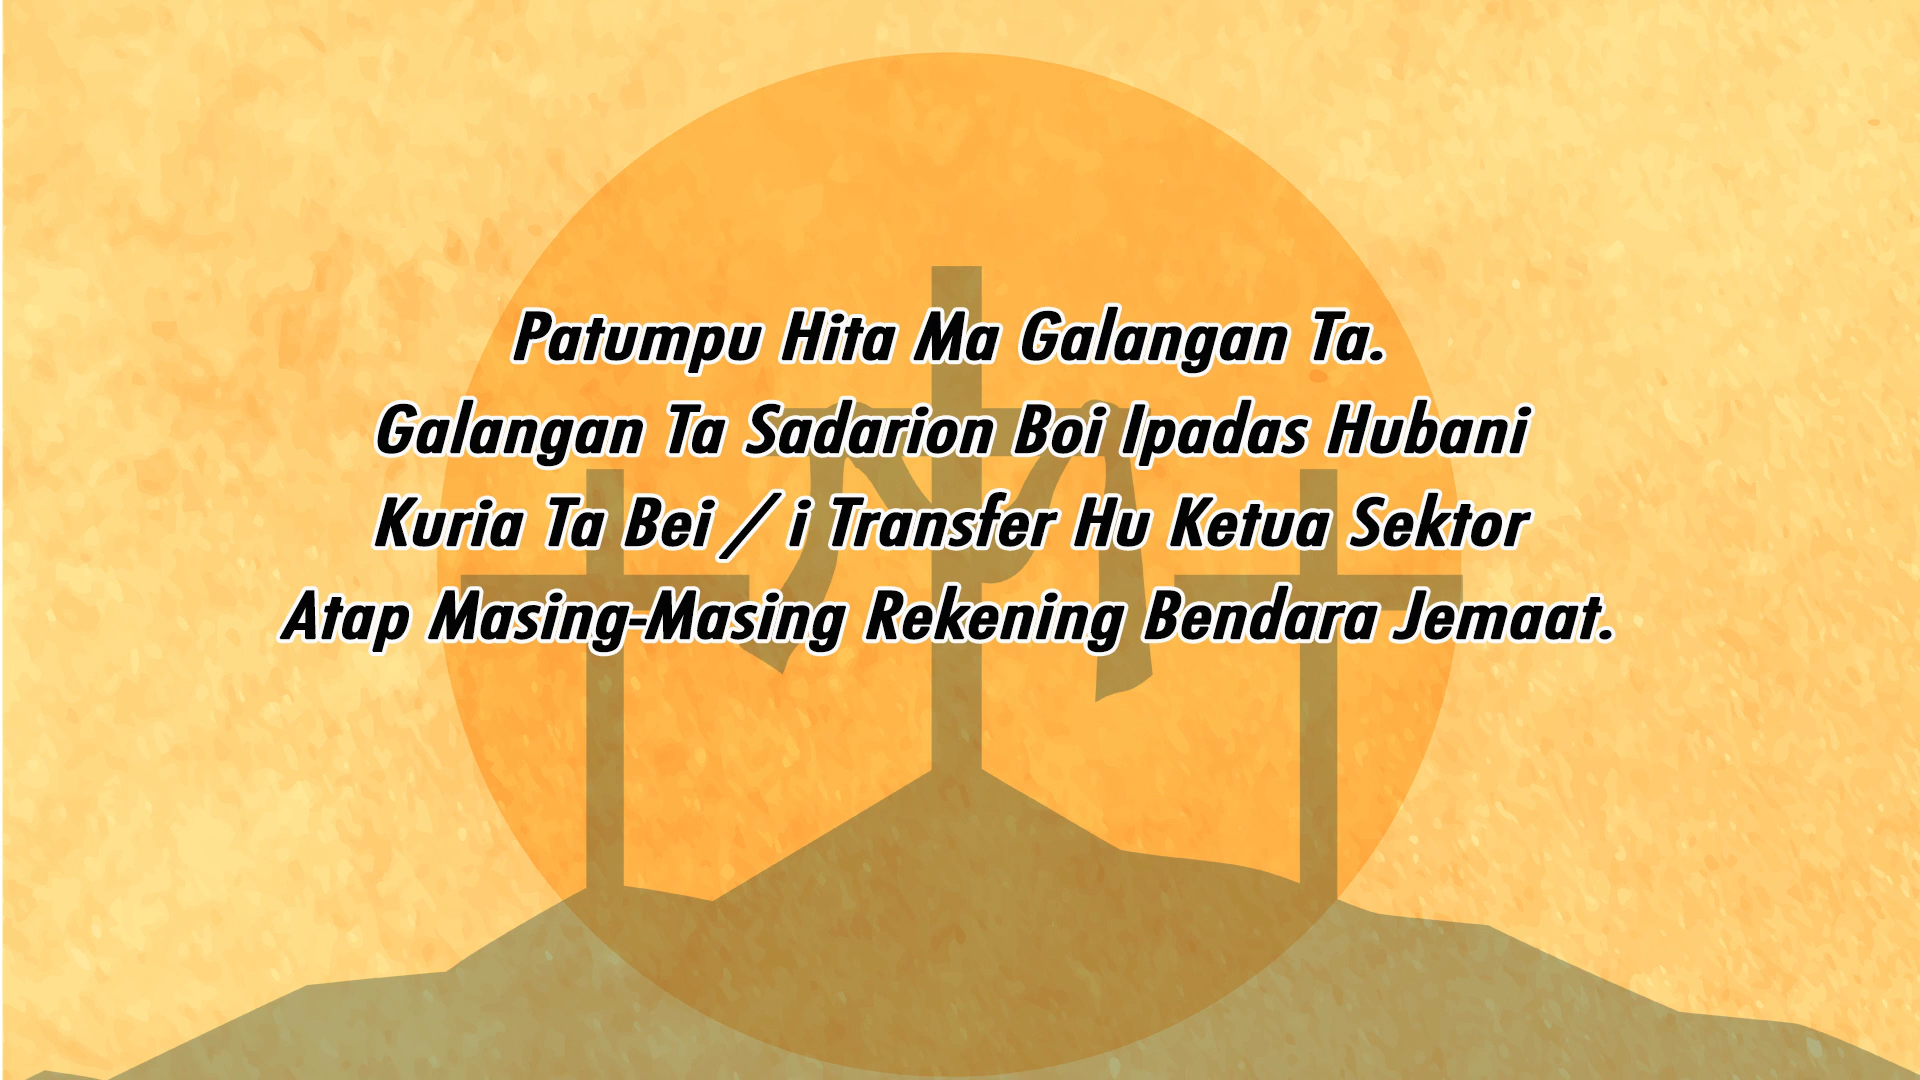 Patumpu Hita Ma Galangan Ta.
Galangan Ta Sadarion Boi Ipadas Hubani
Kuria Ta Bei / i Transfer Hu Ketua Sektor
Atap Masing-Masing Rekening Bendara Jemaat.